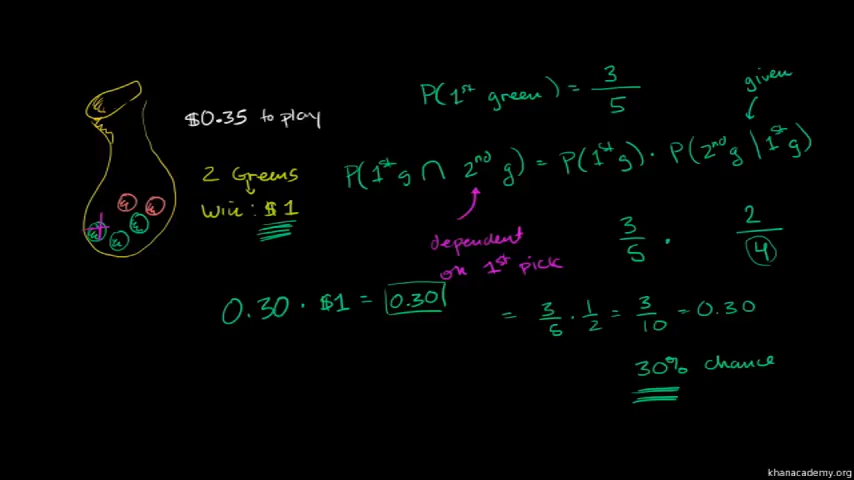 P(1st green) = 3/5
given
$0.35 to play
P(1st g ∩ 2nd g) = P(1st g) · P(2nd g | 1st g)
2 Greens
Win: $1
dependent
on 1st pick
3/5 · 2/4
0.30 · $1 = 0.30
= 3/5 · 1/2 = 3/10 = 0.30
30% chance
khanacademy.org